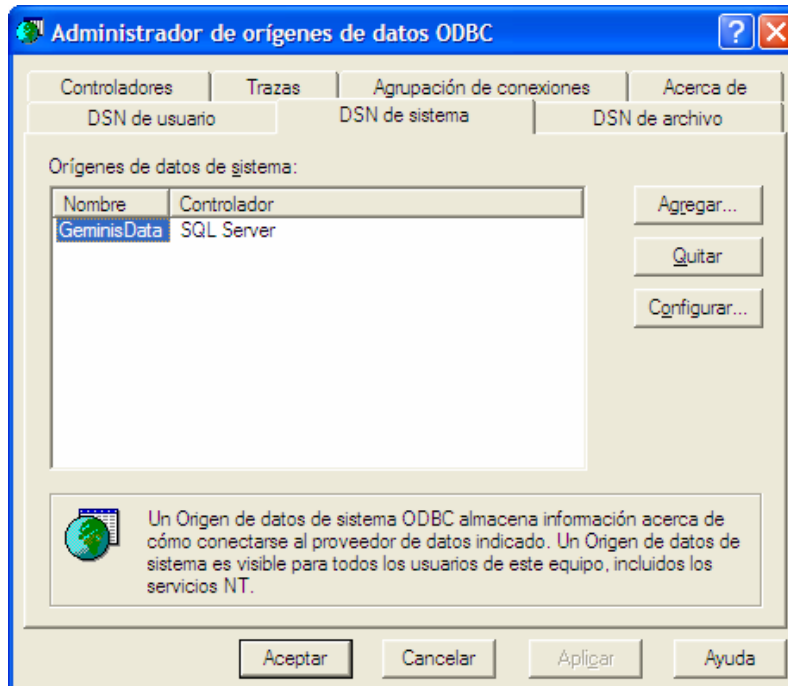 Administrador de orígenes de datos ODBC
Controladores
Trazas
Agrupación de conexiones
Acerca de
DSN de usuario
DSN de sistema
DSN de archivo
Orígenes de datos de sistema:
Nombre
Controlador
GeminisData
SQL Server
Agregar...
Quitar
Configurar...
Un Origen de datos de sistema ODBC almacena información acerca de
cómo conectarse al proveedor de datos indicado. Un Origen de datos de
sistema es visible para todos los usuarios de este equipo, incluidos los
servicios NT.
Aceptar
Cancelar
Aplicar
Ayuda